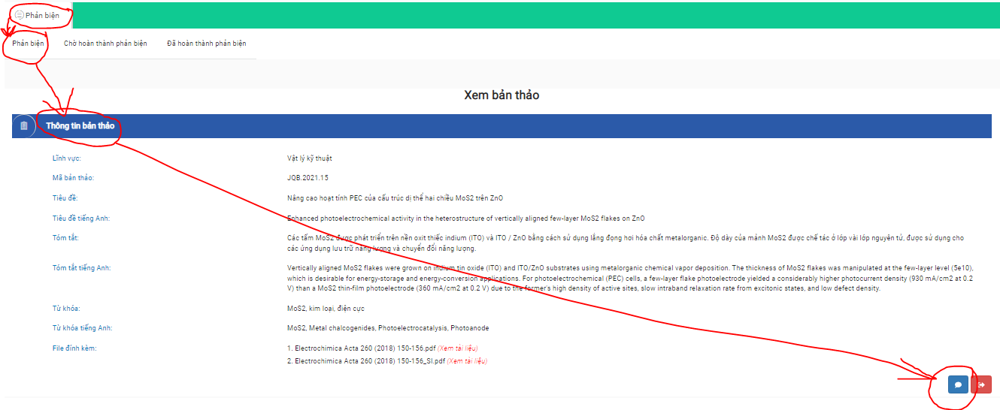 Phản biện
Phản biện Chờ hoàn thành phản biện Đã hoàn thành phản biện
Xem bản thảo
Thông tin bản thảo
Lĩnh vực: Vật lý kỹ thuật
Mã bản thảo: JQB.2021.15
Tiêu đề: Nâng cao hoạt tính PEC của cấu trúc dị thể hai chiều MoS2 trên ZnO
Tiêu đề tiếng Anh: Enhanced photoelectrochemical activity in the heterostructure of vertically aligned few-layer MoS2 flakes on ZnO
Tóm tắt: Các tấm MoS2 được phát triển trên nền oxit thiếc indium (ITO) và ITO / ZnO bằng cách sử dụng lắng đọng hơi hóa chất metalorganic. Độ dày của mảnh MoS2 được chế tác ở lớp vài lớp nguyên tử, được sử dụng cho
các ứng dụng lưu trữ năng lượng và chuyển đổi năng lượng.
Tóm tắt tiếng Anh: Vertically aligned MoS2 flakes were grown on indium tin oxide (ITO) and ITO/ZnO substrates using metalorganic chemical vapor deposition. The thickness of MoS2 flakes was manipulated at the few-layer level (5e10),
which is desirable for energy-storage and energy-conversion applications. For photoelectrochemical (PEC) cells, a few-layer flake photoelectrode yielded a considerably higher photocurrent density (930 mA/cm2 at 0.2
V) than a MoS2 thin-film photoelectrode (360 mA/cm2 at 0.2 V) due to the former's high density of active sites, slow intraband relaxation rate from excitonic states, and low defect density.
Từ khóa: MoS2, kim loại, điện cực
Từ khóa tiếng Anh: MoS2, Metal chalcogenides, Photoelectrocatalysis, Photoanode
File đính kèm: 1. Electrochimica Acta 260 (2018) 150-156.pdf (Xem tài liệu)
2. Electrochimica Acta 260 (2018) 150-156_SI.pdf (Xem tài liệu)